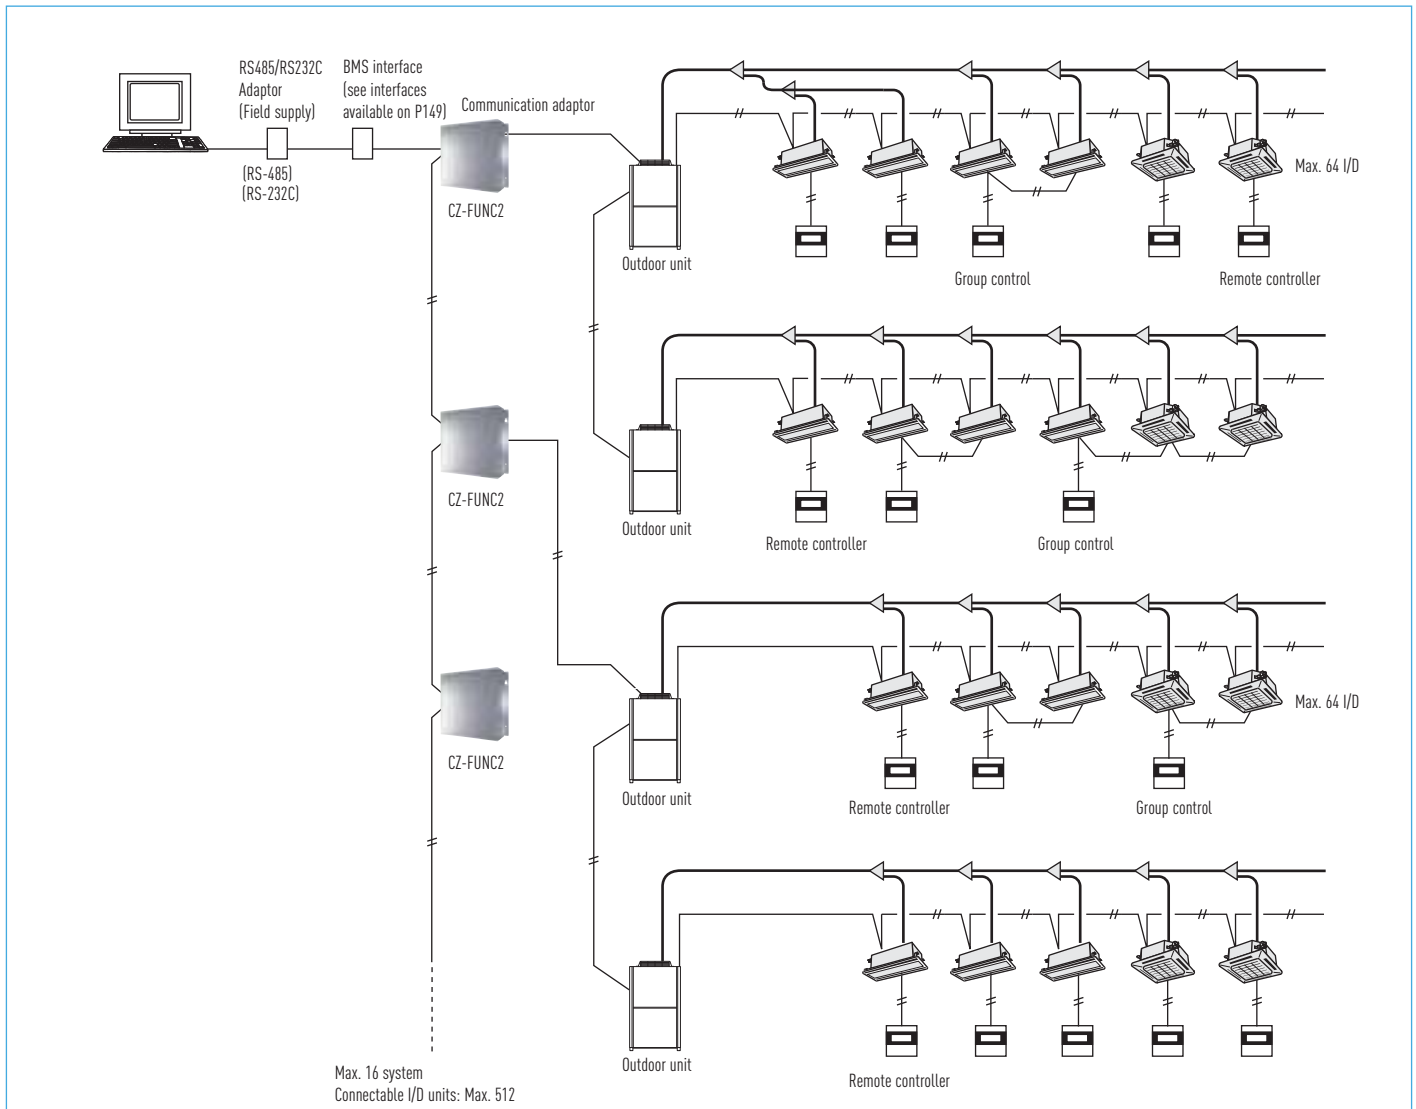 RS485/RS232C
Adaptor
(Field supply)
BMS interface
(see interfaces
available on P149)
Communication adaptor
(RS-485)
(RS-232C)
CZ-FUNC2
Outdoor unit
Max. 64 I/D
Group control
Remote controller
CZ-FUNC2
Outdoor unit
Remote controller
Group control
CZ-FUNC2
Outdoor unit
Max. 64 I/D
Remote controller
Group control
Outdoor unit
Remote controller
Max. 16 system
Connectable I/D units: Max. 512